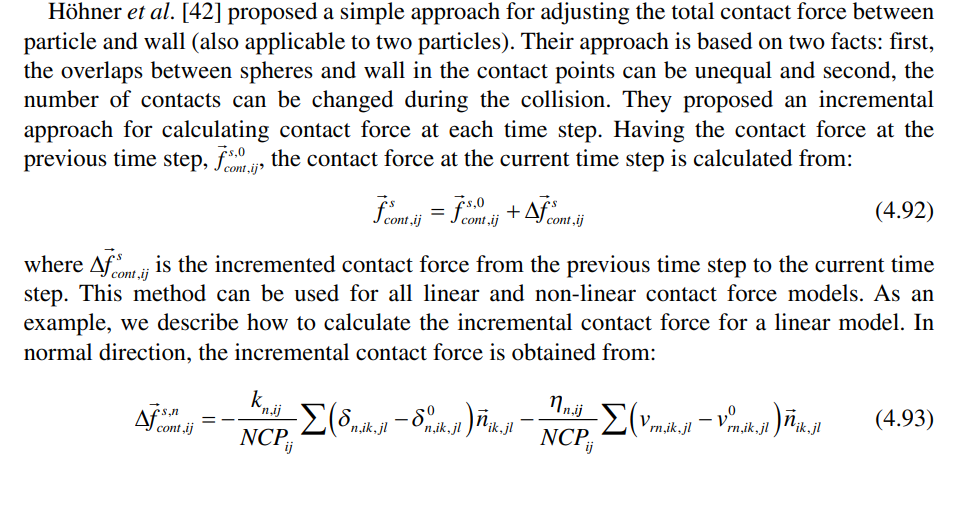 Höhner et al. [42] proposed a simple approach for adjusting the total contact force between
particle and wall (also applicable to two particles). Their approach is based on two facts: first,
the overlaps between spheres and wall in the contact points can be unequal and second, the
number of contacts can be changed during the collision. They proposed an incremental
approach for calculating contact force at each time step. Having the contact force at the
previous time step, $\vec{f}^{s,0}_{cont,ij}$, the contact force at the current time step is calculated from:
$\vec{f}^{s}_{cont,ij} = \vec{f}^{s,0}_{cont,ij} + \Delta\vec{f}^{s}_{cont,ij}$ (4.92)
where $\Delta\vec{f}^{s}_{cont,ij}$ is the incremented contact force from the previous time step to the current time
step. This method can be used for all linear and non-linear contact force models. As an
example, we describe how to calculate the incremental contact force for a linear model. In
normal direction, the incremental contact force is obtained from:
$\Delta\vec{f}^{s,n}_{cont,ij} = -\frac{k_{n,ij}}{NCP_{ij}} \sum \left(\delta_{n,ik,jl} - \delta^{0}_{n,ik,jl}\right) \vec{n}_{ik,jl} - \frac{\eta_{n,ij}}{NCP_{ij}} \sum \left(v_{rn,ik,jl} - v^{0}_{rn,ik,jl}\right) \vec{n}_{ik,jl}$ (4.93)